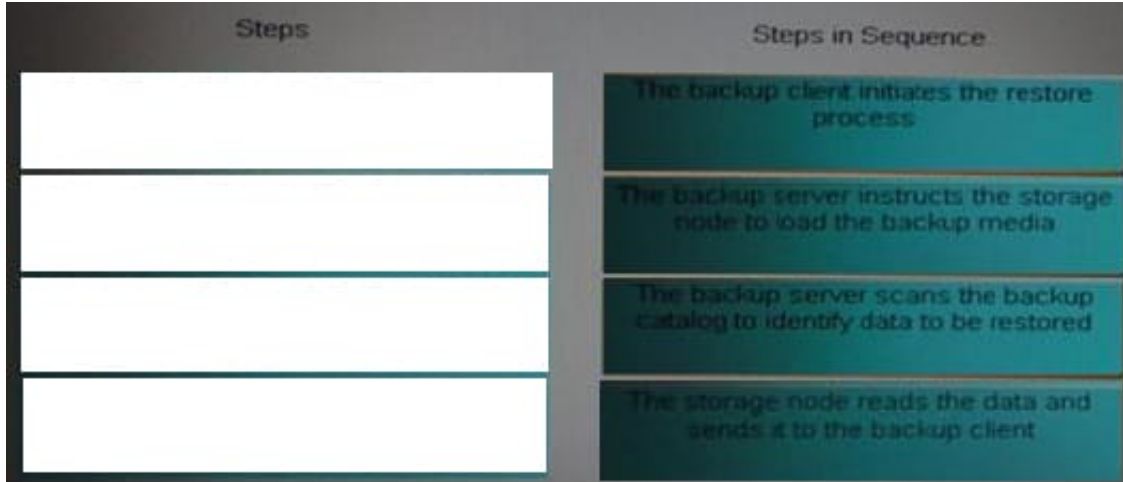 Steps
Steps in Sequence
The backup client initiates the restore
process
The backup server instructs the storage
node to load the backup media
The backup server scans the backup
catalog to identify data to be restored
The storage node reads the data and
sends it to the backup client